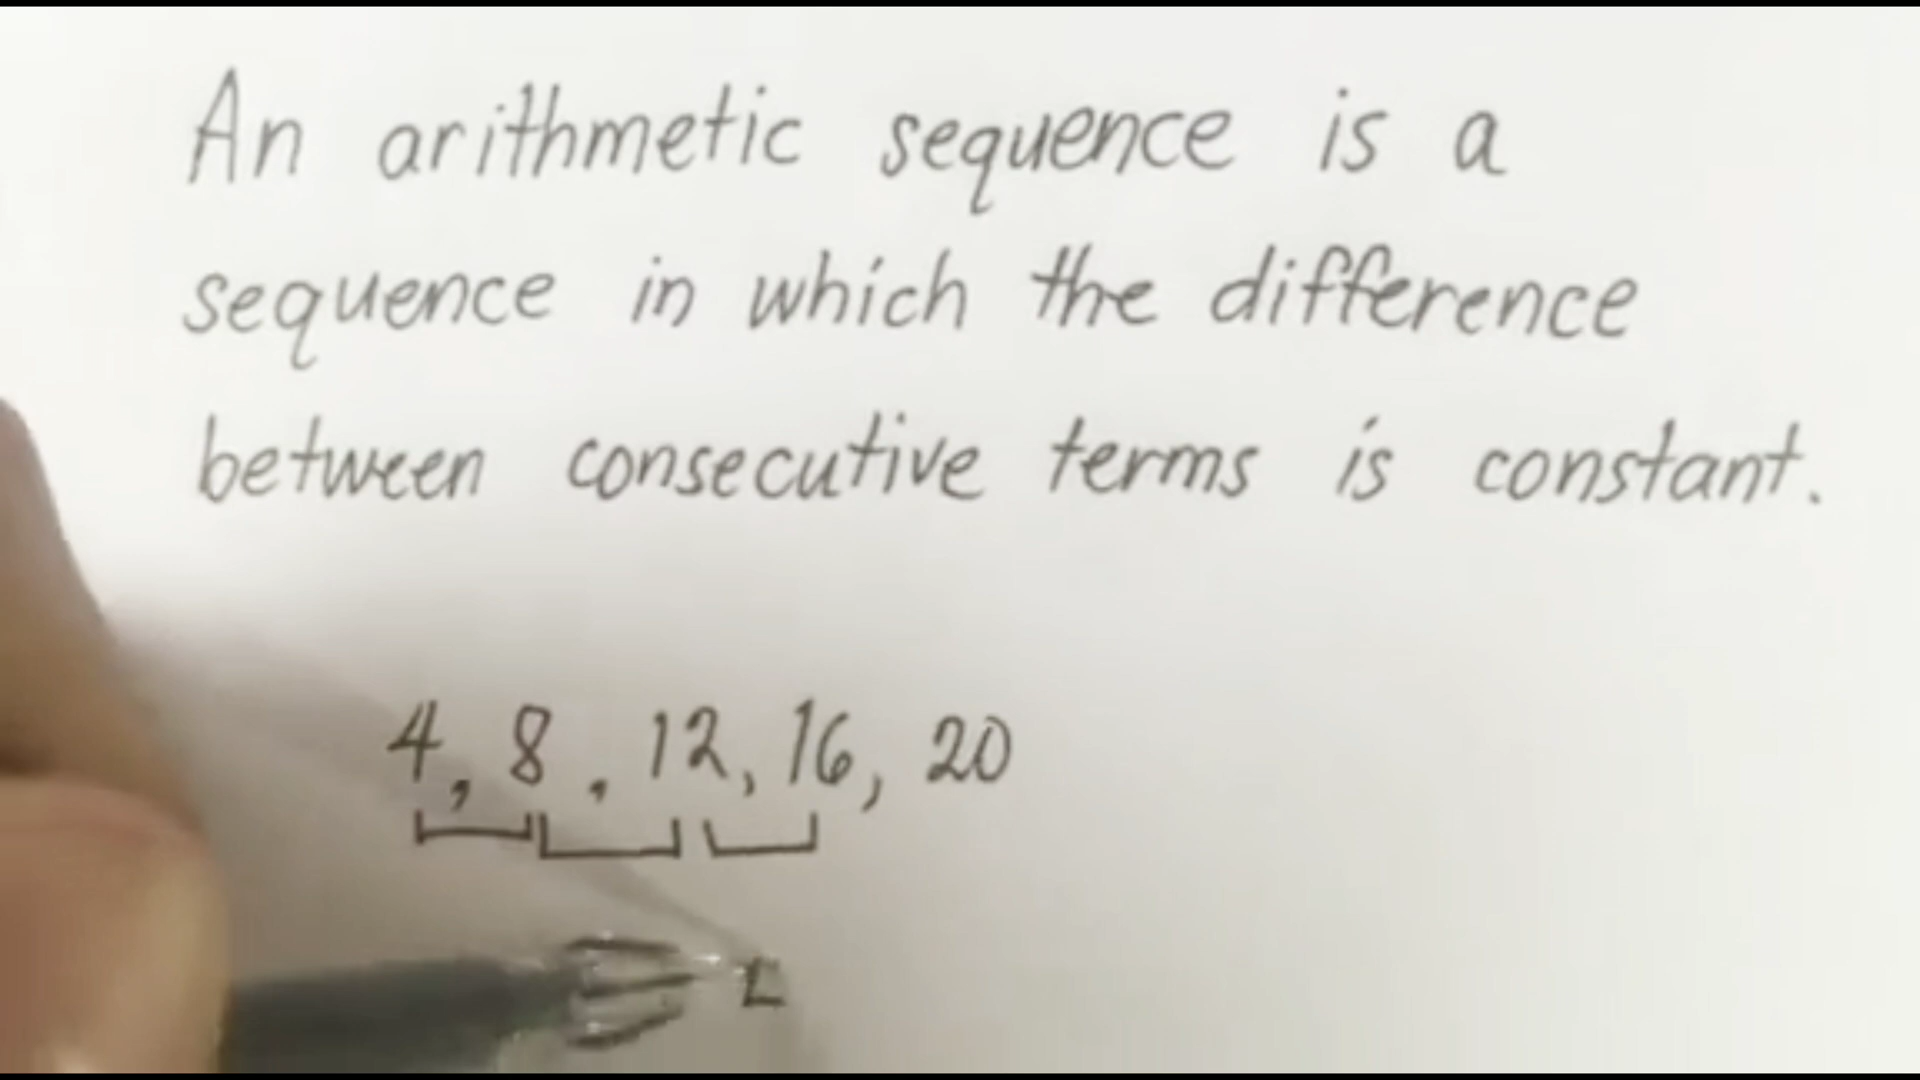 An arithmetic sequence is a
sequence in which the difference
between consecutive terms is constant.
4, 8, 12, 16, 20